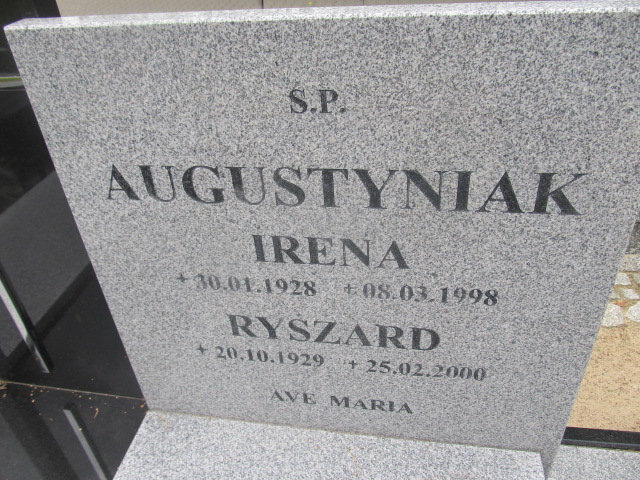 S.P.
AUGUSTYNIAK
IRENA
+ 30.01.1928 + 08.03.1998
RYSZARD
+ 20.10.1929 + 25.02.2000
AVE MARIA